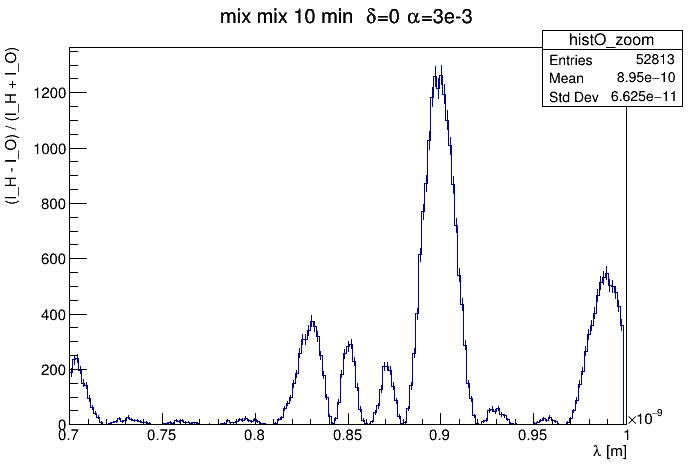 mix mix 10 min δ=0 α=3e-3
histO_zoom
Entries 52813
Mean 8.95e-10
Std Dev 6.625e-11
(I_H - I_O) / (I_H + I_O)
1200
1000
800
600
400
200
0
0.7 0.75 0.8 0.85 0.9 0.95 1
×10⁻⁹
λ [m]